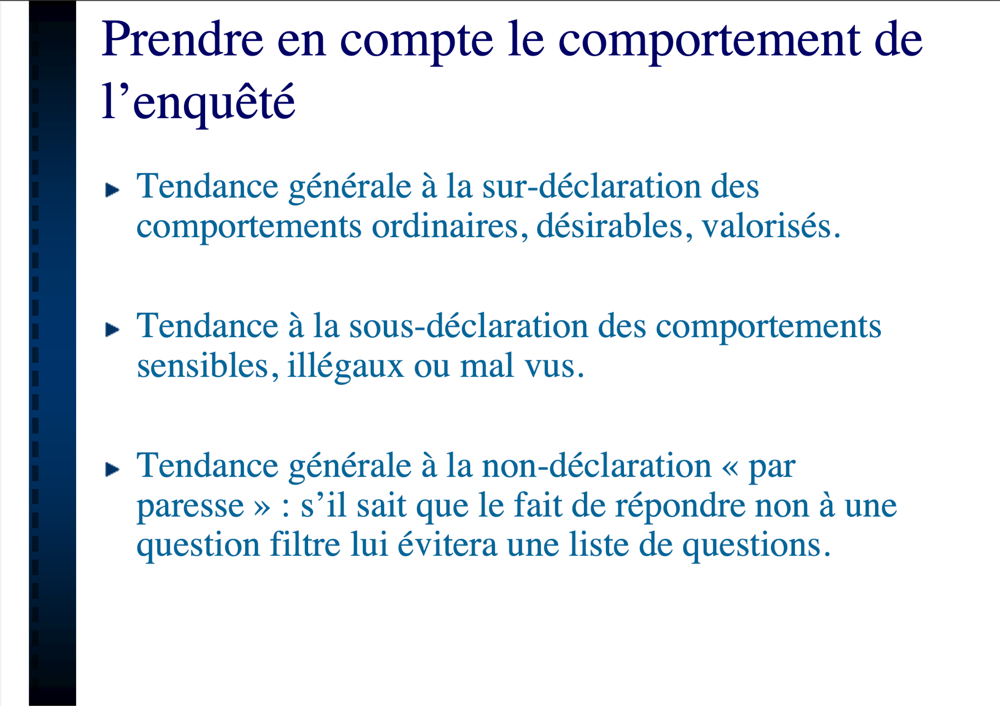 Prendre en compte le comportement de
l’enquêté
► Tendance générale à la sur-déclaration des
comportements ordinaires, désirables, valorisés.
► Tendance à la sous-déclaration des comportements
sensibles, illégaux ou mal vus.
► Tendance générale à la non-déclaration « par
paresse » : s’il sait que le fait de répondre non à une
question filtre lui évitera une liste de questions.